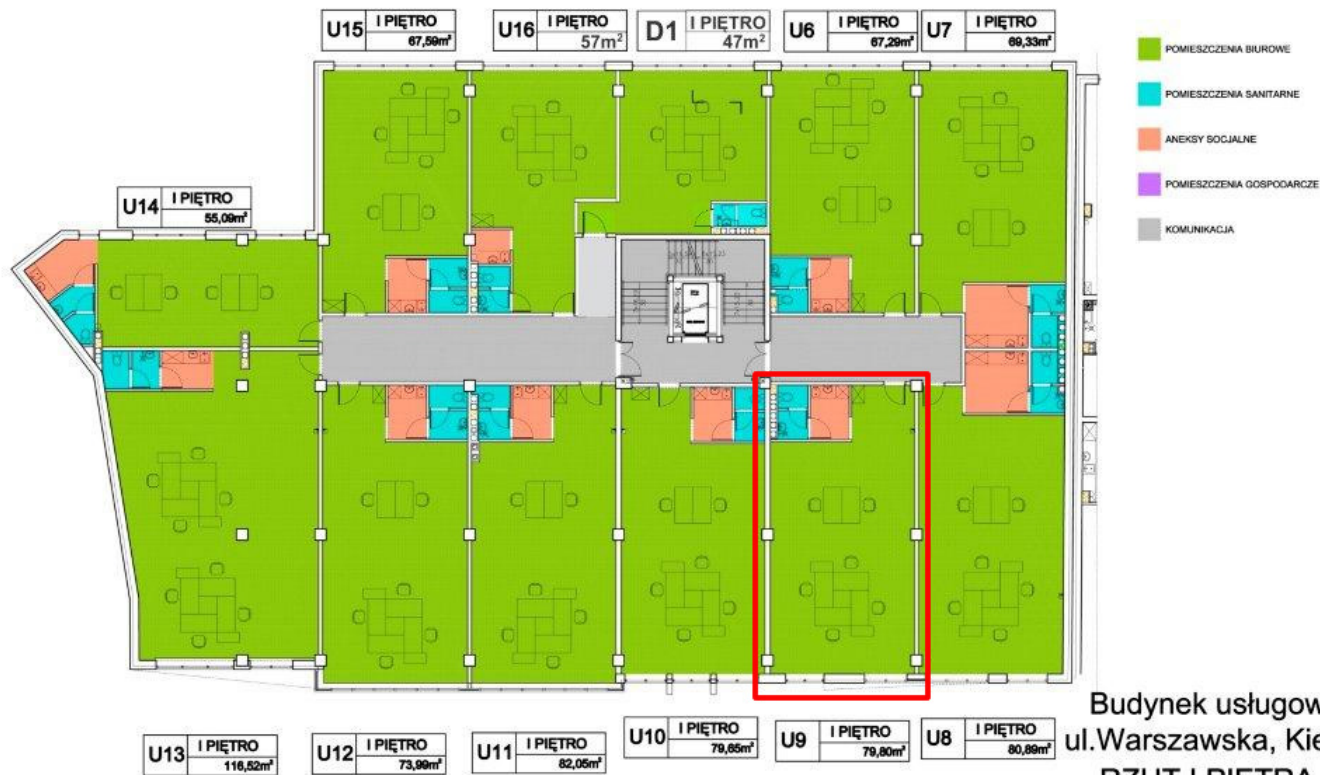 U15 I PIĘTRO 67,59m²
U16 I PIĘTRO 57m²
D1 I PIĘTRO 47m²
U6 I PIĘTRO 67,29m²
U7 I PIĘTRO 69,33m²
POMIESZCZENIA BIUROWE
POMIESZCZENIA SANITARNE
ANEKSY SOCJALNE
POMIESZCZENIA GOSPODARCZE
KOMUNIKACJA
U14 I PIĘTRO 55,09m²
U13 I PIĘTRO 116,52m²
U12 I PIĘTRO 73,99m²
U11 I PIĘTRO 82,05m²
U10 I PIĘTRO 79,65m²
U9 I PIĘTRO 79,80m²
U8 I PIĘTRO 80,89m²
Budynek usługow
ul.Warszawska, Kie
RZUT I PIĘTRA